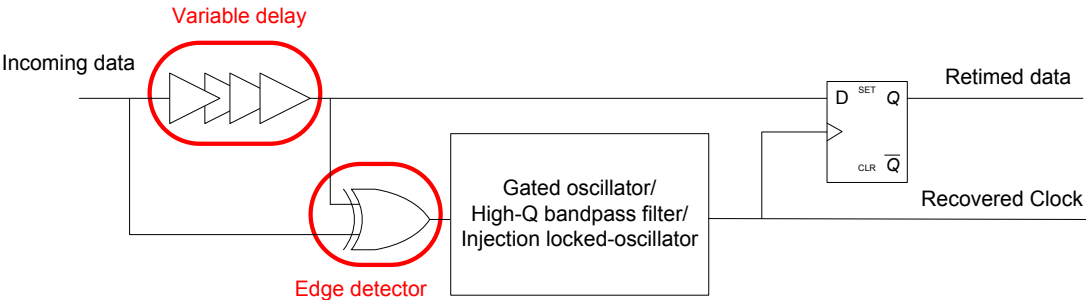 Variable delay
Incoming data
Retimed data
D SET Q
CLR Q
Gated oscillator/
High-Q bandpass filter/
Injection locked-oscillator
Recovered Clock
Edge detector